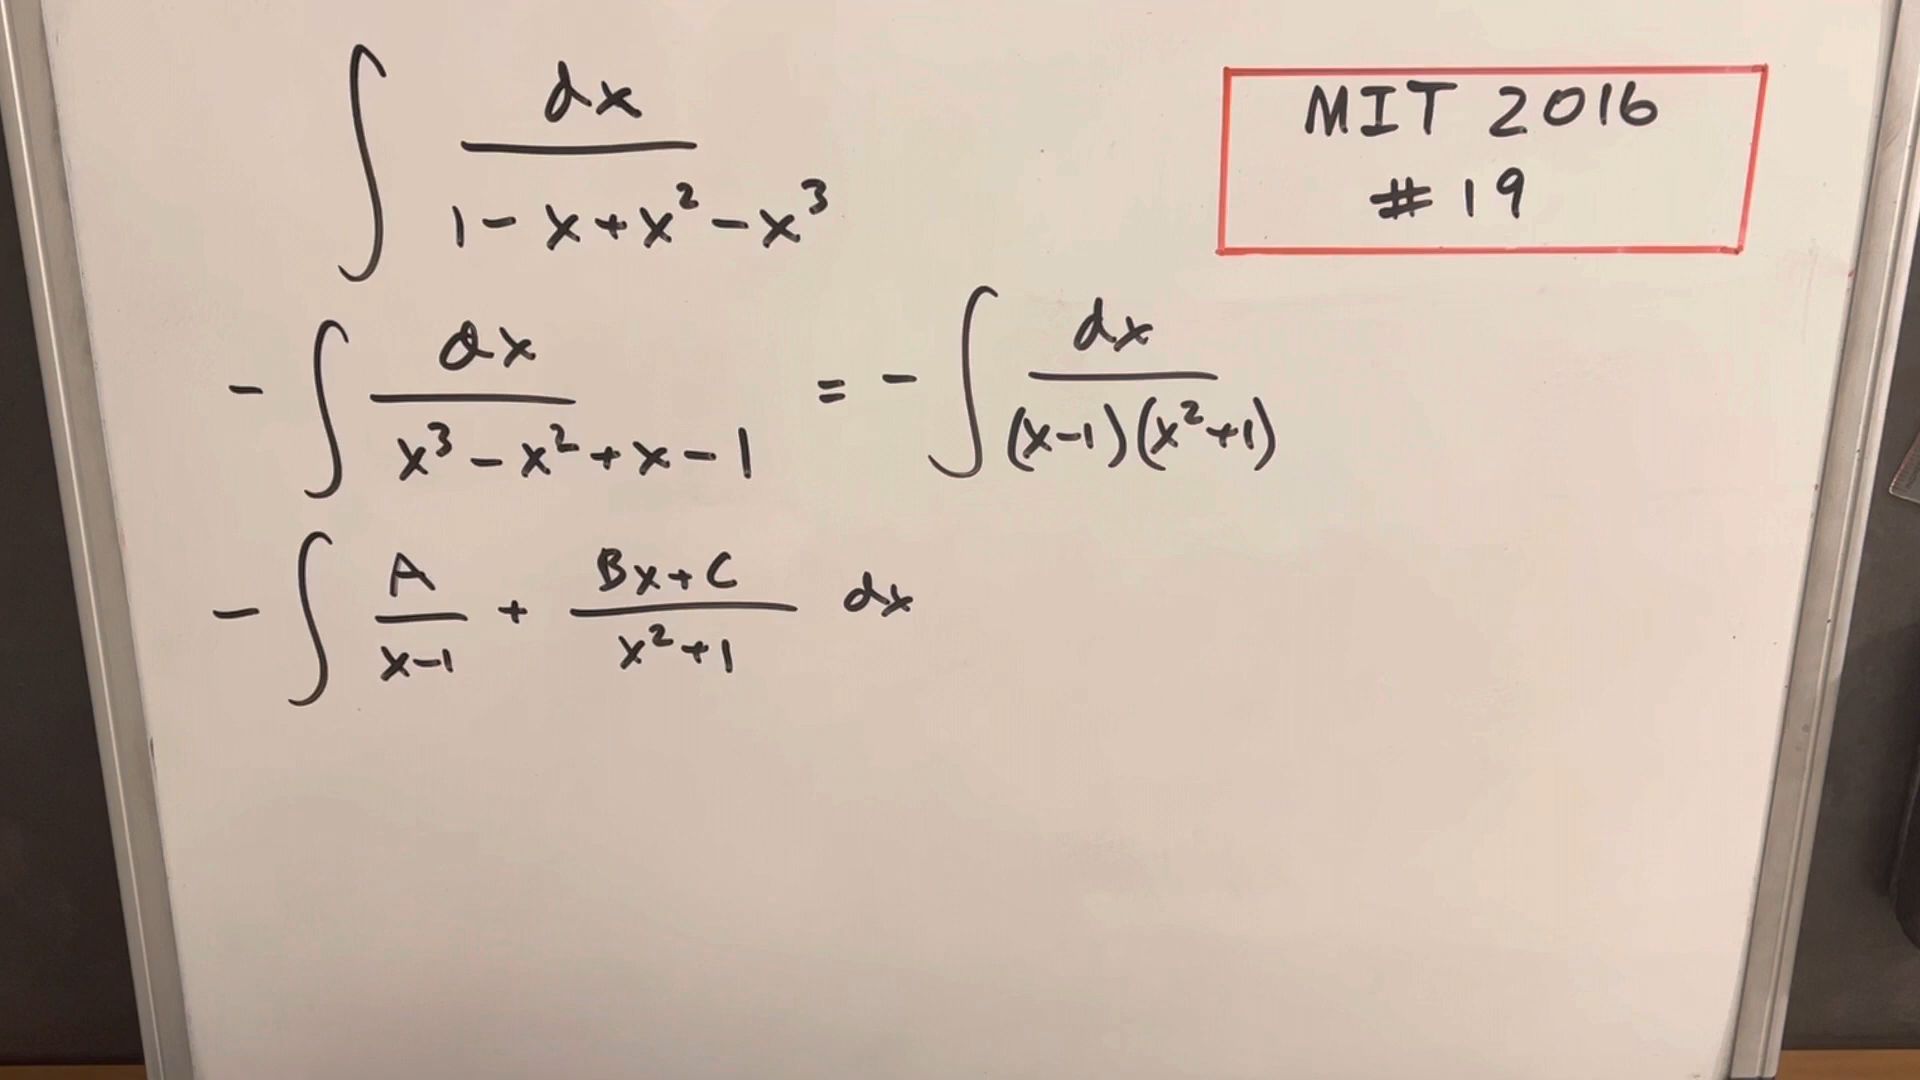 ∫ dx / (1 - x + x² - x³)
MIT 2016
# 19
- ∫ dx / (x³ - x² + x - 1) = - ∫ dx / ((x-1)(x²+1))
- ∫ A / (x-1) + (Bx+C) / (x²+1) dx